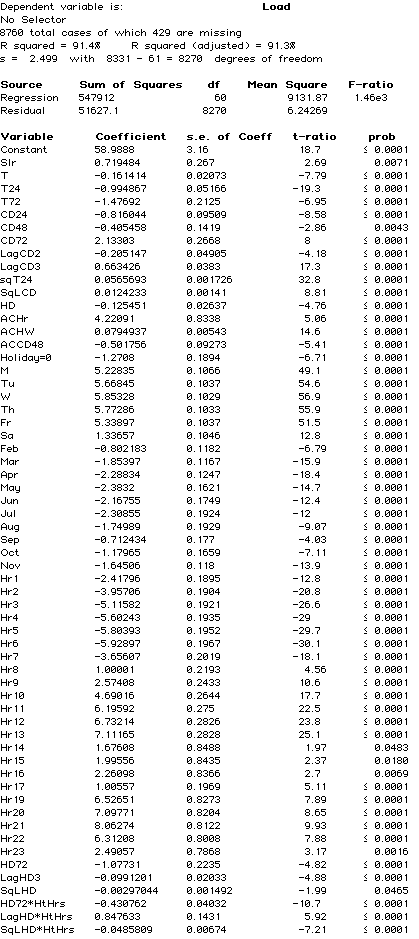 Dependent variable is: Load
No Selector
8760 total cases of which 429 are missing
R squared = 91.4% R squared (adjusted) = 91.3%
s = 2.499 with 8331 - 61 = 8270 degrees of freedom
Source Sum of Squares df Mean Square F-ratio
Regression 547912 60 9131.87 1.46e3
Residual 51627.1 8270 6.24269
Variable Coefficient s.e. of Coeff t-ratio prob
Constant 58.9888 3.16 18.7 ≤ 0.0001
Slr 0.719484 0.267 2.69 0.0071
T -0.161414 0.02073 -7.79 ≤ 0.0001
T24 -0.994867 0.05166 -19.3 ≤ 0.0001
T72 -1.47692 0.2125 -6.95 ≤ 0.0001
CD24 -0.816044 0.09509 -8.58 ≤ 0.0001
CD48 -0.405458 0.1419 -2.86 0.0043
CD72 2.13303 0.2668 8 ≤ 0.0001
LagCD2 -0.205147 0.04905 -4.18 ≤ 0.0001
LagCD3 0.663426 0.0383 17.3 ≤ 0.0001
sqT24 0.0565693 0.001726 32.8 ≤ 0.0001
SqLCD 0.0124233 0.00141 8.81 ≤ 0.0001
HD -0.125451 0.02637 -4.76 ≤ 0.0001
ACHr 4.22091 0.8338 5.06 ≤ 0.0001
ACHW 0.0794937 0.00543 14.6 ≤ 0.0001
ACCD48 -0.501756 0.09273 -5.41 ≤ 0.0001
Holiday=0 -1.2708 0.1894 -6.71 ≤ 0.0001
M 5.22835 0.1066 49.1 ≤ 0.0001
Tu 5.66845 0.1037 54.6 ≤ 0.0001
W 5.85328 0.1029 56.9 ≤ 0.0001
Th 5.77286 0.1033 55.9 ≤ 0.0001
Fr 5.33897 0.1037 51.5 ≤ 0.0001
Sa 1.33657 0.1046 12.8 ≤ 0.0001
Feb -0.802183 0.1182 -6.79 ≤ 0.0001
Mar -1.85397 0.1167 -15.9 ≤ 0.0001
Apr -2.28834 0.1247 -18.4 ≤ 0.0001
May -2.3832 0.1621 -14.7 ≤ 0.0001
Jun -2.16755 0.1749 -12.4 ≤ 0.0001
Jul -2.30855 0.1924 -12 ≤ 0.0001
Aug -1.74989 0.1929 -9.07 ≤ 0.0001
Sep -0.712434 0.177 -4.03 ≤ 0.0001
Oct -1.17965 0.1659 -7.11 ≤ 0.0001
Nov -1.64506 0.118 -13.9 ≤ 0.0001
Hr1 -2.41796 0.1895 -12.8 ≤ 0.0001
Hr2 -3.95706 0.1904 -20.8 ≤ 0.0001
Hr3 -5.11582 0.1921 -26.6 ≤ 0.0001
Hr4 -5.60243 0.1935 -29 ≤ 0.0001
Hr5 -5.80393 0.1952 -29.7 ≤ 0.0001
Hr6 -5.92897 0.1967 -30.1 ≤ 0.0001
Hr7 -3.65607 0.2019 -18.1 ≤ 0.0001
Hr8 1.00001 0.2193 4.56 ≤ 0.0001
Hr9 2.57408 0.2433 10.6 ≤ 0.0001
Hr10 4.69016 0.2644 17.7 ≤ 0.0001
Hr11 6.19592 0.275 22.5 ≤ 0.0001
Hr12 6.73214 0.2826 23.8 ≤ 0.0001
Hr13 7.11165 0.2828 25.1 ≤ 0.0001
Hr14 1.67608 0.8488 1.97 0.0483
Hr15 1.99556 0.8435 2.37 0.0180
Hr16 2.26098 0.8366 2.7 0.0069
Hr17 1.00557 0.1969 5.11 ≤ 0.0001
Hr19 6.52651 0.8273 7.89 ≤ 0.0001
Hr20 7.09771 0.8204 8.65 ≤ 0.0001
Hr21 8.06274 0.8122 9.93 ≤ 0.0001
Hr22 6.31208 0.8008 7.88 ≤ 0.0001
Hr23 2.49057 0.7868 3.17 0.0016
HD72 -1.07731 0.2235 -4.82 ≤ 0.0001
LagHD3 -0.0991201 0.02033 -4.88 ≤ 0.0001
SqLHD -0.00297044 0.001492 -1.99 0.0465
HD72*HtHrs -0.430762 0.04032 -10.7 ≤ 0.0001
LagHD*HtHrs 0.847633 0.1431 5.92 ≤ 0.0001
SqLHD*HtHrs -0.0485809 0.00674 -7.21 ≤ 0.0001